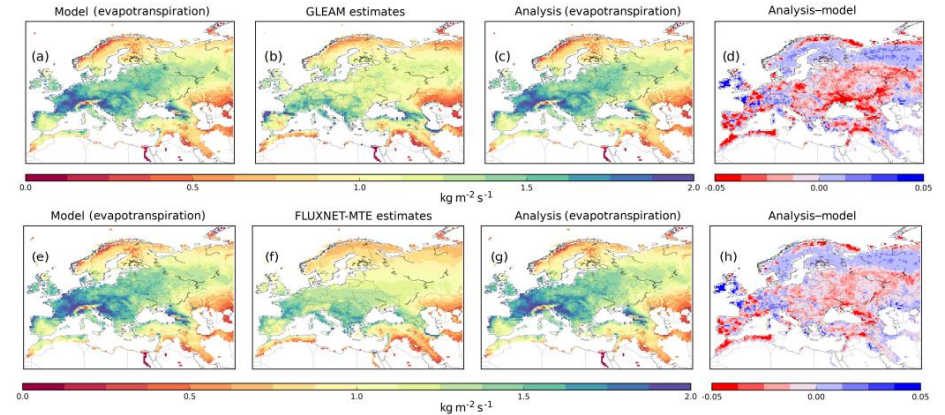 Model (evapotranspiration) GLEAM estimates Analysis (evapotranspiration) Analysis–model
(a) (b) (c) (d)
0.0 0.5 1.0 1.5 2.0 -0.05 0.00 0.05
kg m⁻² s⁻¹
Model (evapotranspiration) FLUXNET-MTE estimates Analysis (evapotranspiration) Analysis–model
(e) (f) (g) (h)
0.0 0.5 1.0 1.5 2.0 -0.05 0.00 0.05
kg m⁻² s⁻¹